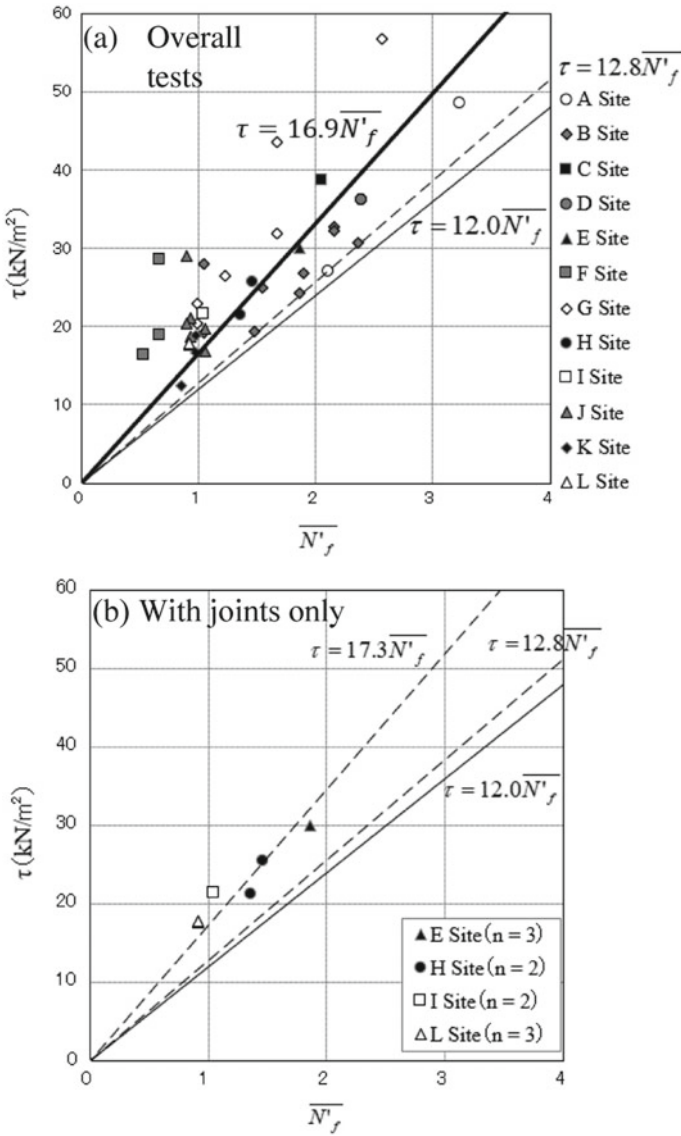 (a) Overall
tests
60
50
40
30
20
10
0
τ(kN/m²)
τ = 16.9N̅'̅f̅
τ = 12.8N̅'̅f̅
τ = 12.0N̅'̅f̅
0 1 2 3 4
N̅'̅f̅
A Site
B Site
C Site
D Site
E Site
F Site
G Site
H Site
I Site
J Site
K Site
L Site
(b) With joints only
60
50
40
30
20
10
0
τ(kN/m²)
τ = 17.3N̅'̅f̅
τ = 12.8N̅'̅f̅
τ = 12.0N̅'̅f̅
E Site(n = 3)
H Site(n = 2)
I Site(n = 2)
L Site(n = 3)
0 1 2 3 4
N̅'̅f̅